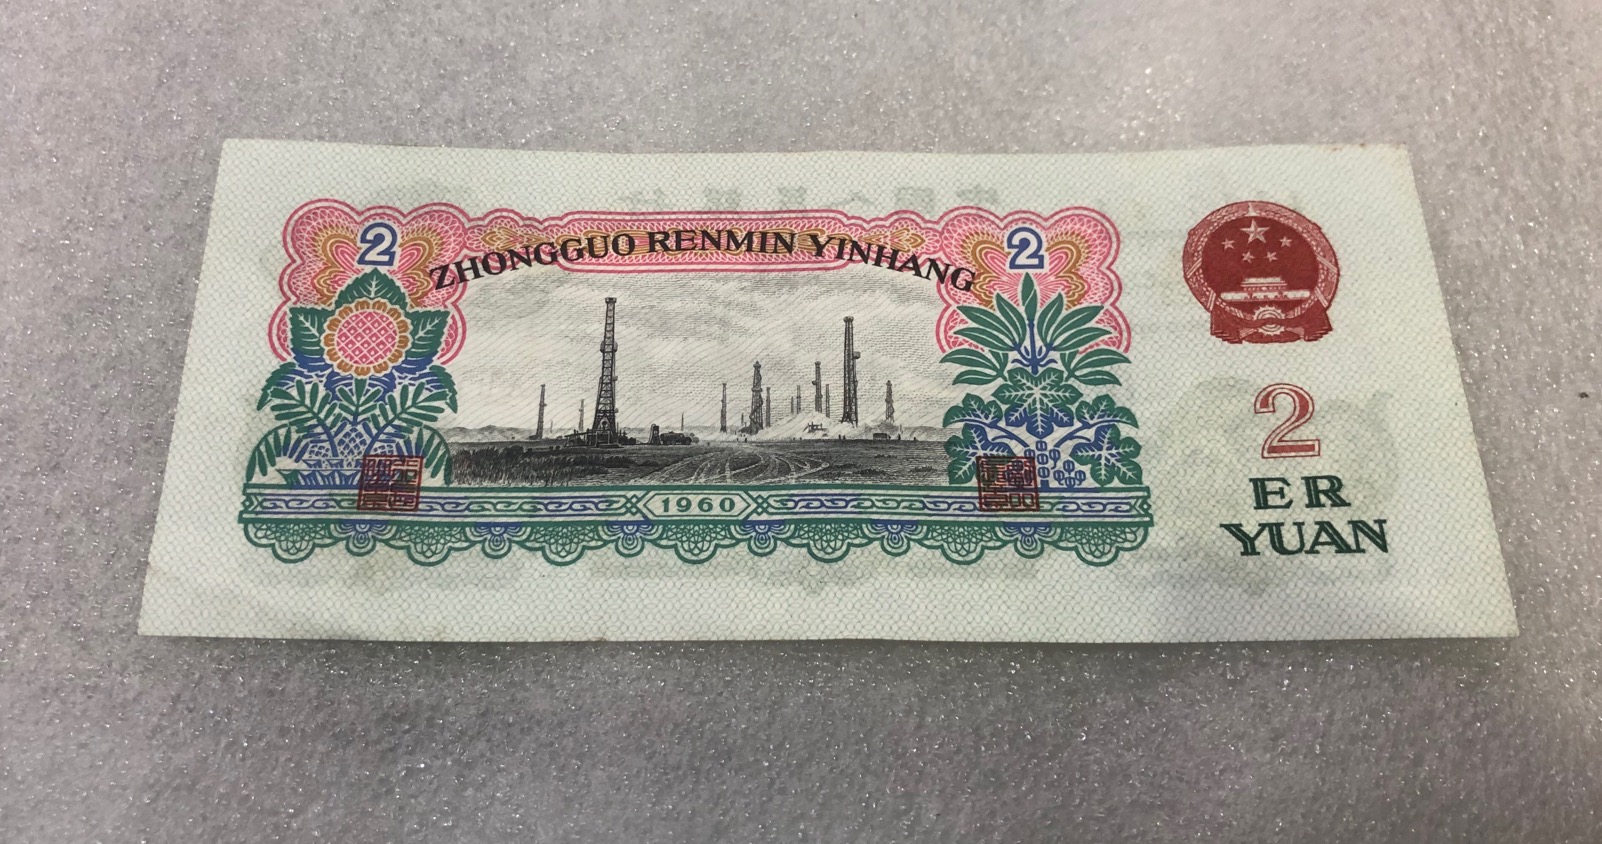 2
2
ZHONGGUO RENMIN YINHANG
1960
2
ER
YUAN